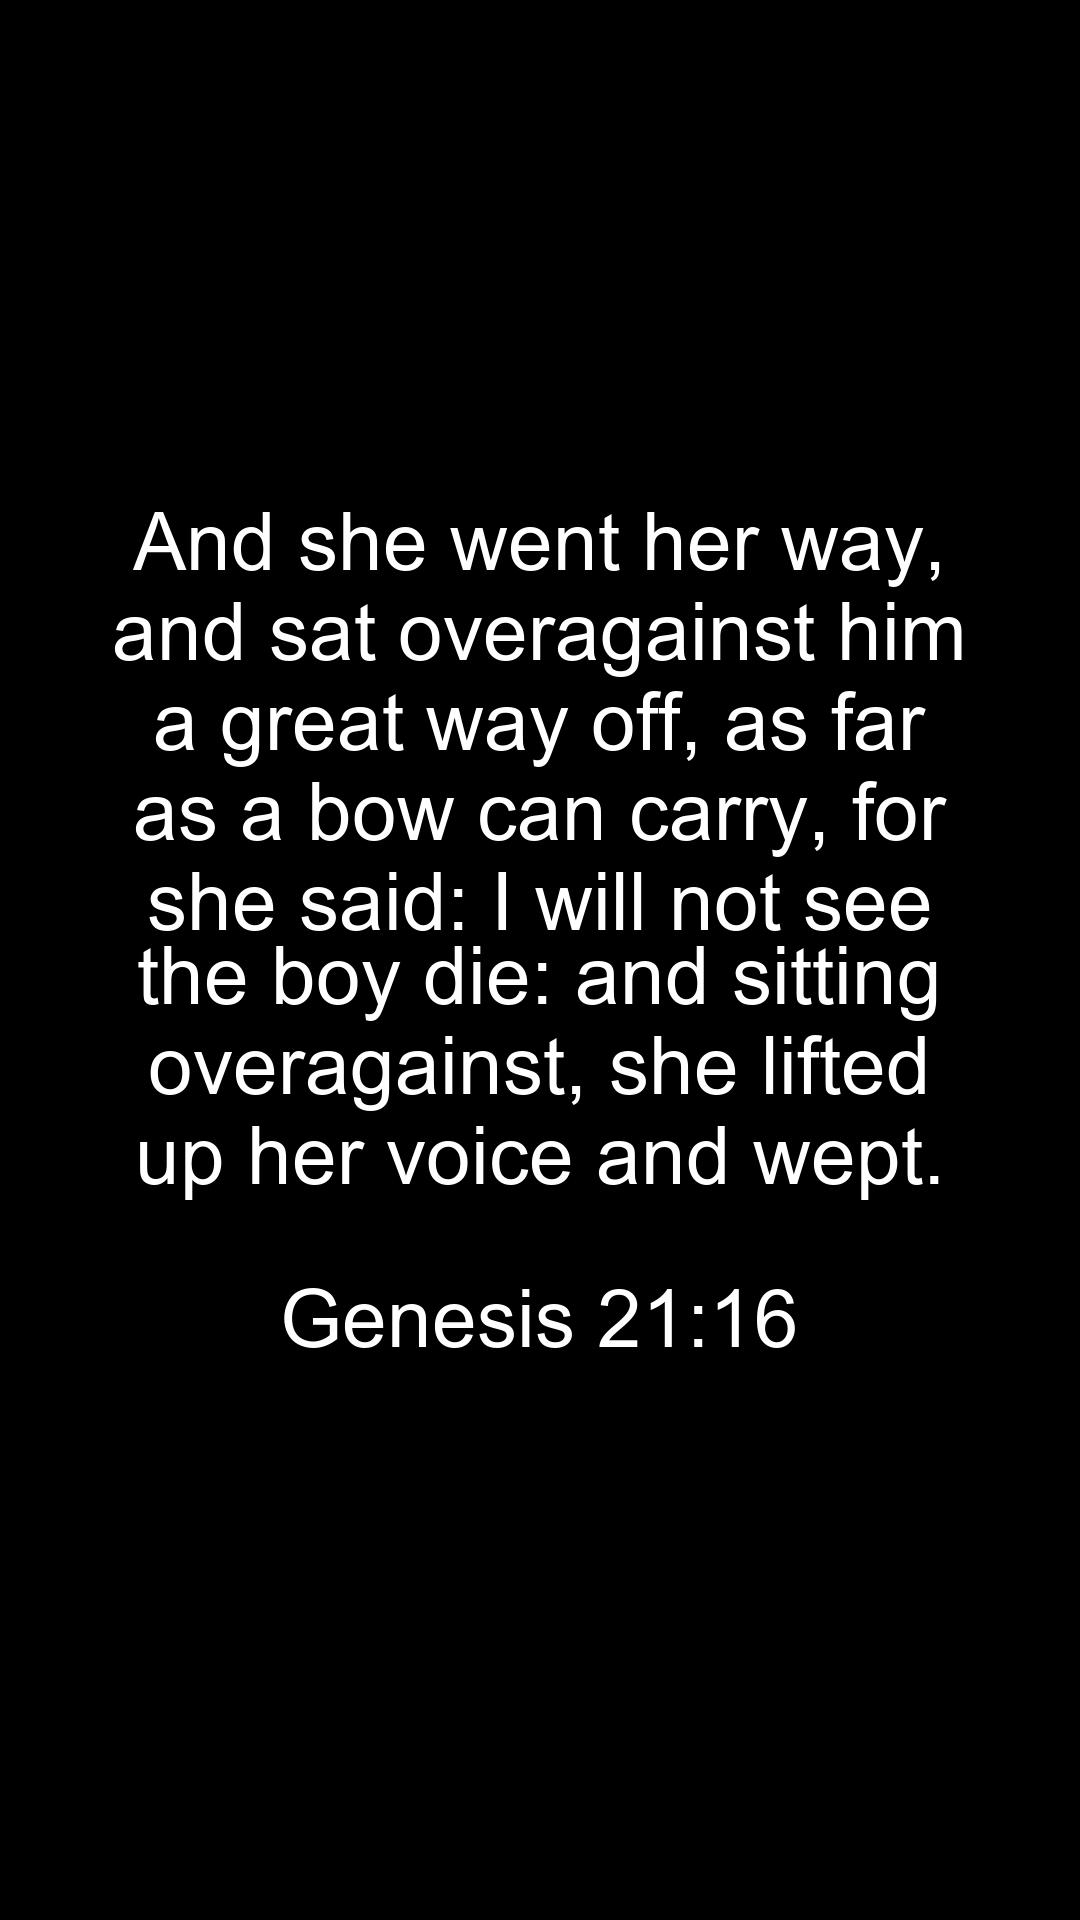 And she went her way,
and sat overagainst him
a great way off, as far
as a bow can carry, for
she said: I will not see
the boy die: and sitting
overagainst, she lifted
up her voice and wept.
Genesis 21:16